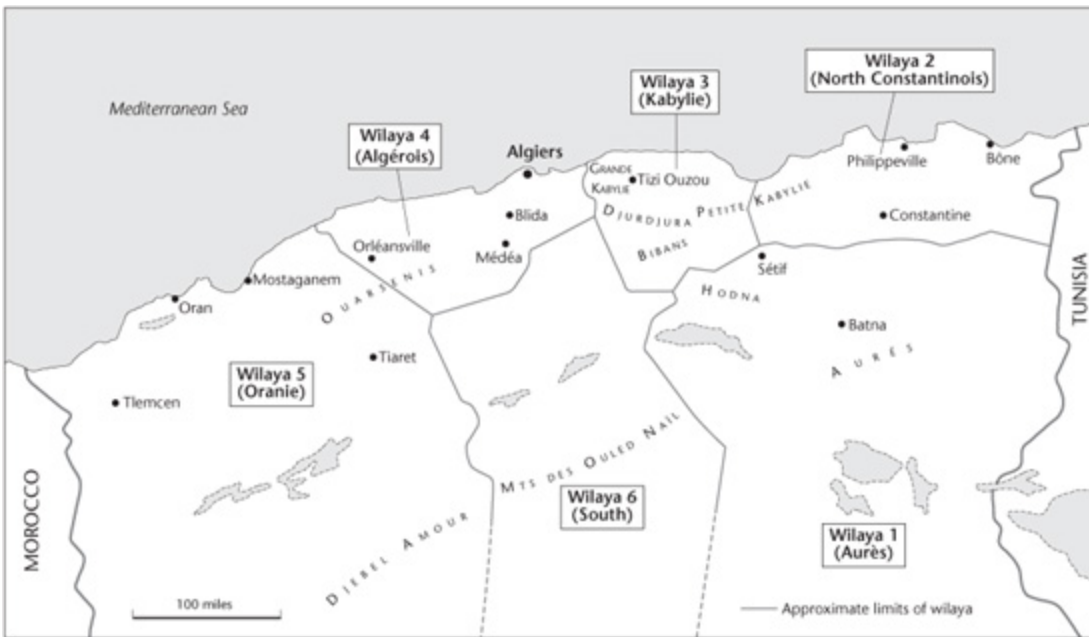 Wilaya 2
(North Constantinois)
Wilaya 3
(Kabylie)
Mediterranean Sea
Wilaya 4
(Algérois)
Algiers
Philippeville
Bône
GRANDE
KABYLIE
Tizi Ouzou
DJURDJURA
PETITE KABYLIE
Blida
Constantine
Orléansville
Médéa
BIBANS
Sétif
Mostaganem
OUARSENIS
HODNA
Oran
TUNISIA
Batna
AURÈS
Tiaret
Wilaya 5
(Oranie)
Tlemcen
MTS DES OULED NAÏL
Wilaya 6
(South)
MOROCCO
DJEBEL AMOUR
Wilaya 1
(Aurès)
100 miles
Approximate limits of wilaya